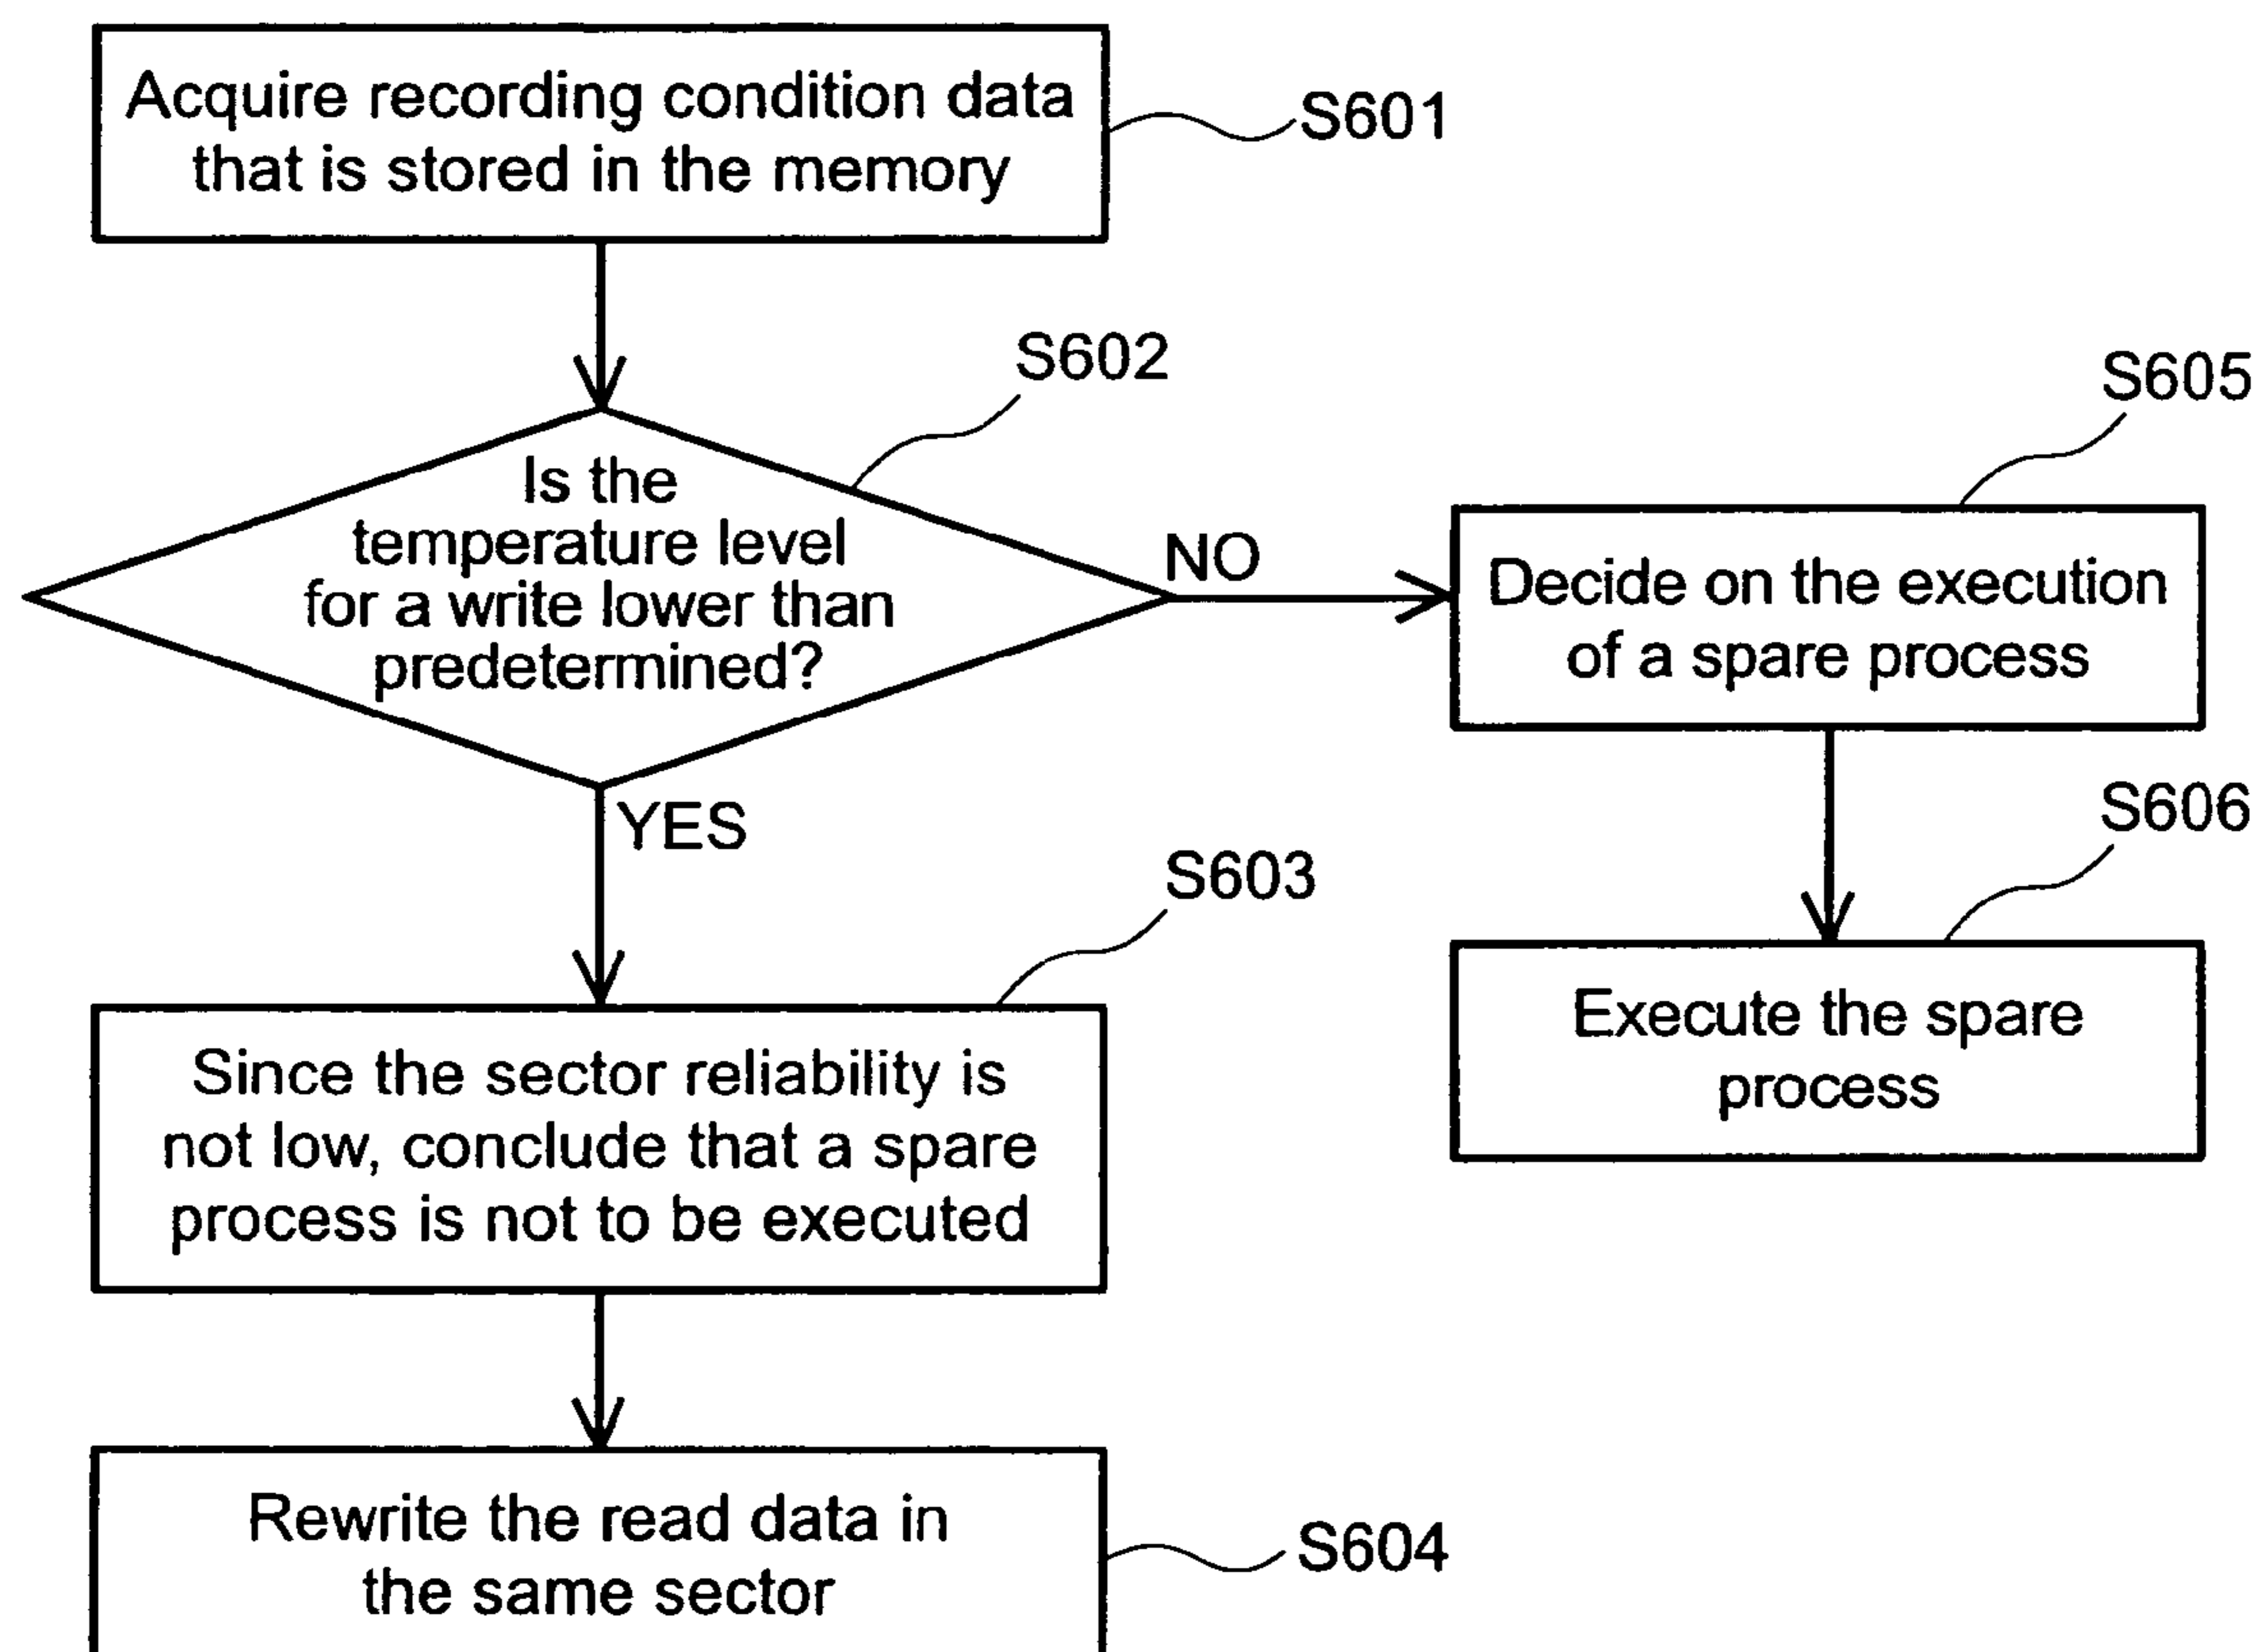 Acquire recording condition data
that is stored in the memory
S601
S602
Is the
temperature level
for a write lower than
predetermined?
NO
YES
S605
Decide on the execution
of a spare process
S606
Execute the spare
process
S603
Since the sector reliability is
not low, conclude that a spare
process is not to be executed
Rewrite the read data in
the same sector
S604